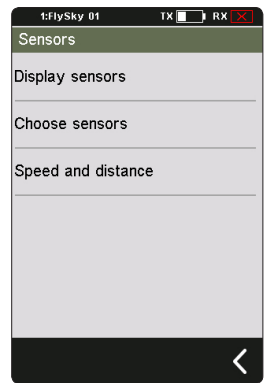 1:FlySky 01 TX RX
Sensors
Display sensors
Choose sensors
Speed and distance